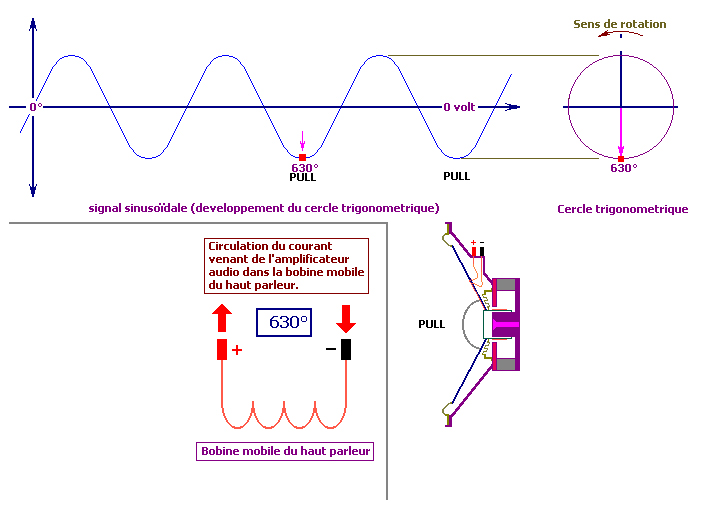 Sens de rotation
0°
0 volt
630°
PULL
PULL
630°
signal sinusoïdale (developpement du cercle trigonometrique)
Cercle trigonometrique
Circulation du courant
venant de l'amplificateur
audio dans la bobine mobile
du haut parleur.
630°
+
−
+ −
PULL
Bobine mobile du haut parleur